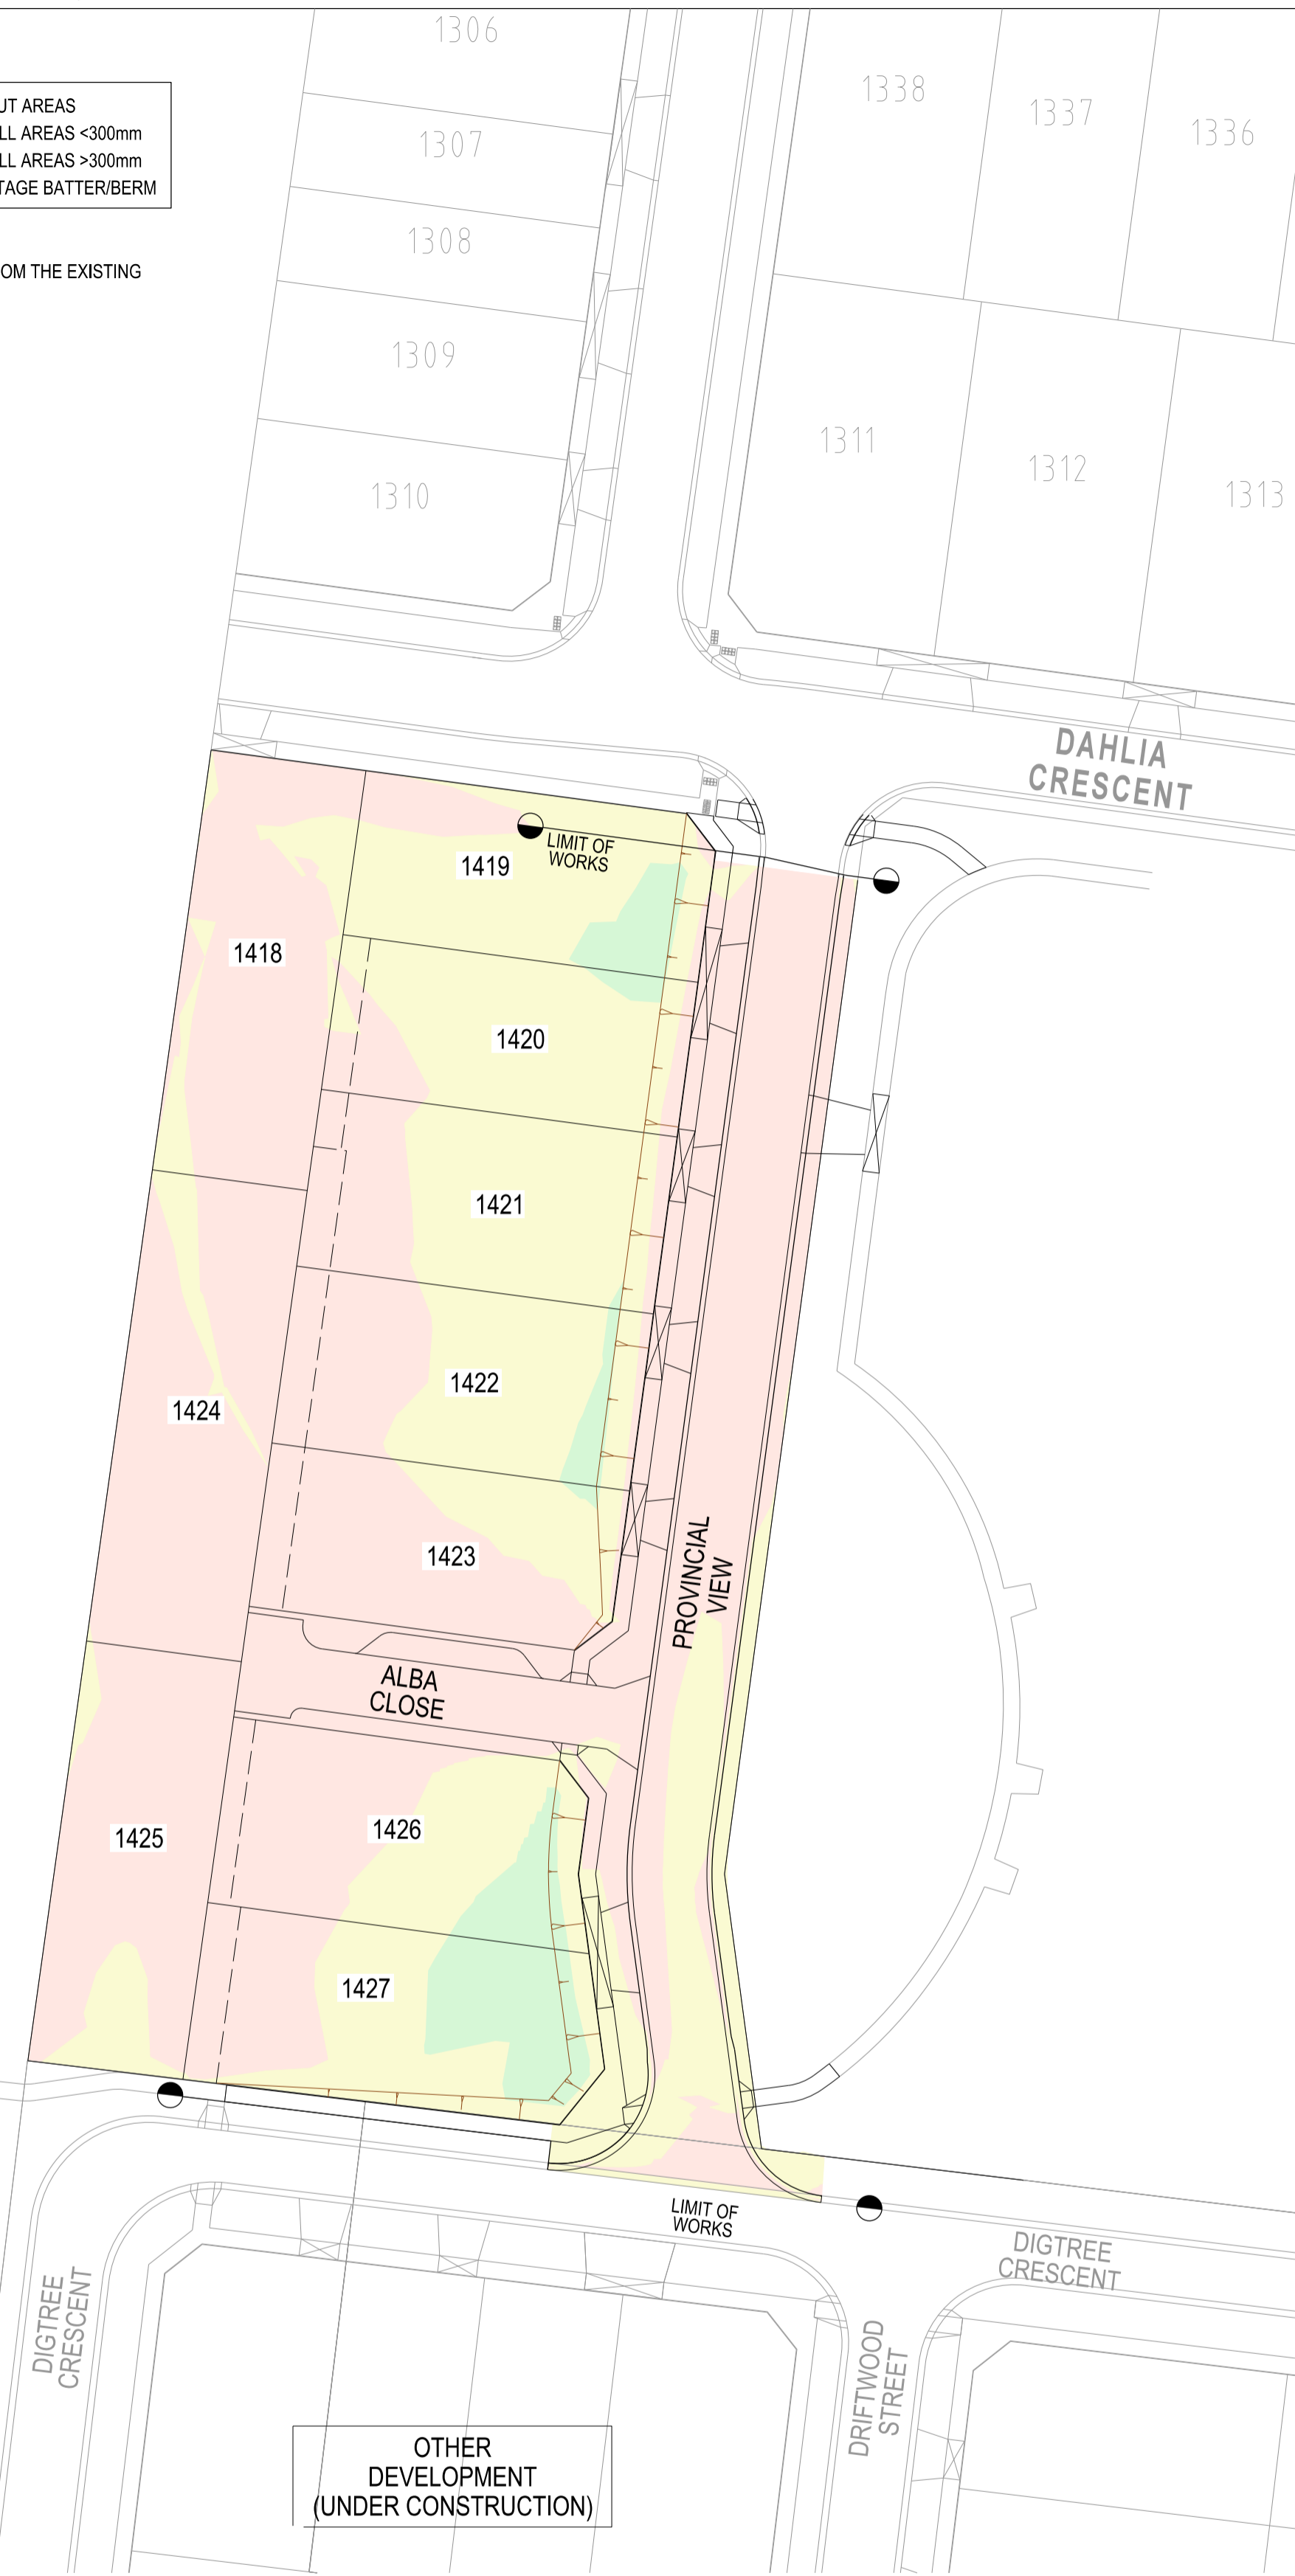 UT AREAS
LL AREAS <300mm
LL AREAS >300mm
TAGE BATTER/BERM
OM THE EXISTING
1306
1307
1308
1309
1310
1338
1337
1336
1311
1312
1313
DAHLIA
CRESCENT
LIMIT OF
WORKS
1419
1418
1420
1421
1422
1424
1423
PROVINCIAL
VIEW
ALBA
CLOSE
1426
1425
1427
LIMIT OF
WORKS
DIGTREE
CRESCENT
DIGTREE
CRESCENT
DRIFTWOOD
STREET
OTHER
DEVELOPMENT
(UNDER CONSTRUCTION)